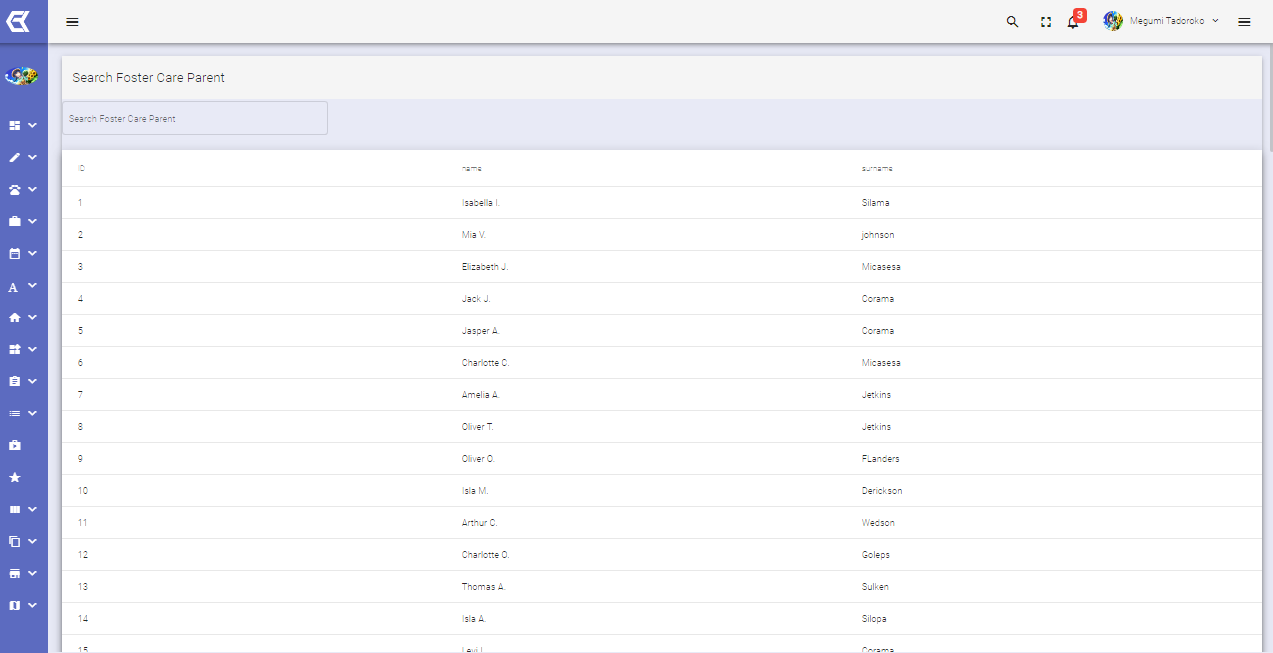 3
Megumi Tadoroko
Search Foster Care Parent
Search Foster Care Parent
ID name surname
1 Isabella I. Silama
2 Mia V. johnson
3 Elizabeth J. Micasesa
4 Jack J. Corama
5 Jasper A. Corama
6 Charlotte C. Micasesa
7 Amelia A. Jetkins
8 Oliver T. Jetkins
9 Oliver O. FLanders
10 Isla M. Derickson
11 Arthur C. Wedson
12 Charlotte O. Goleps
13 Thomas A. Sulken
14 Isla A. Silopa
15 Levi Corama